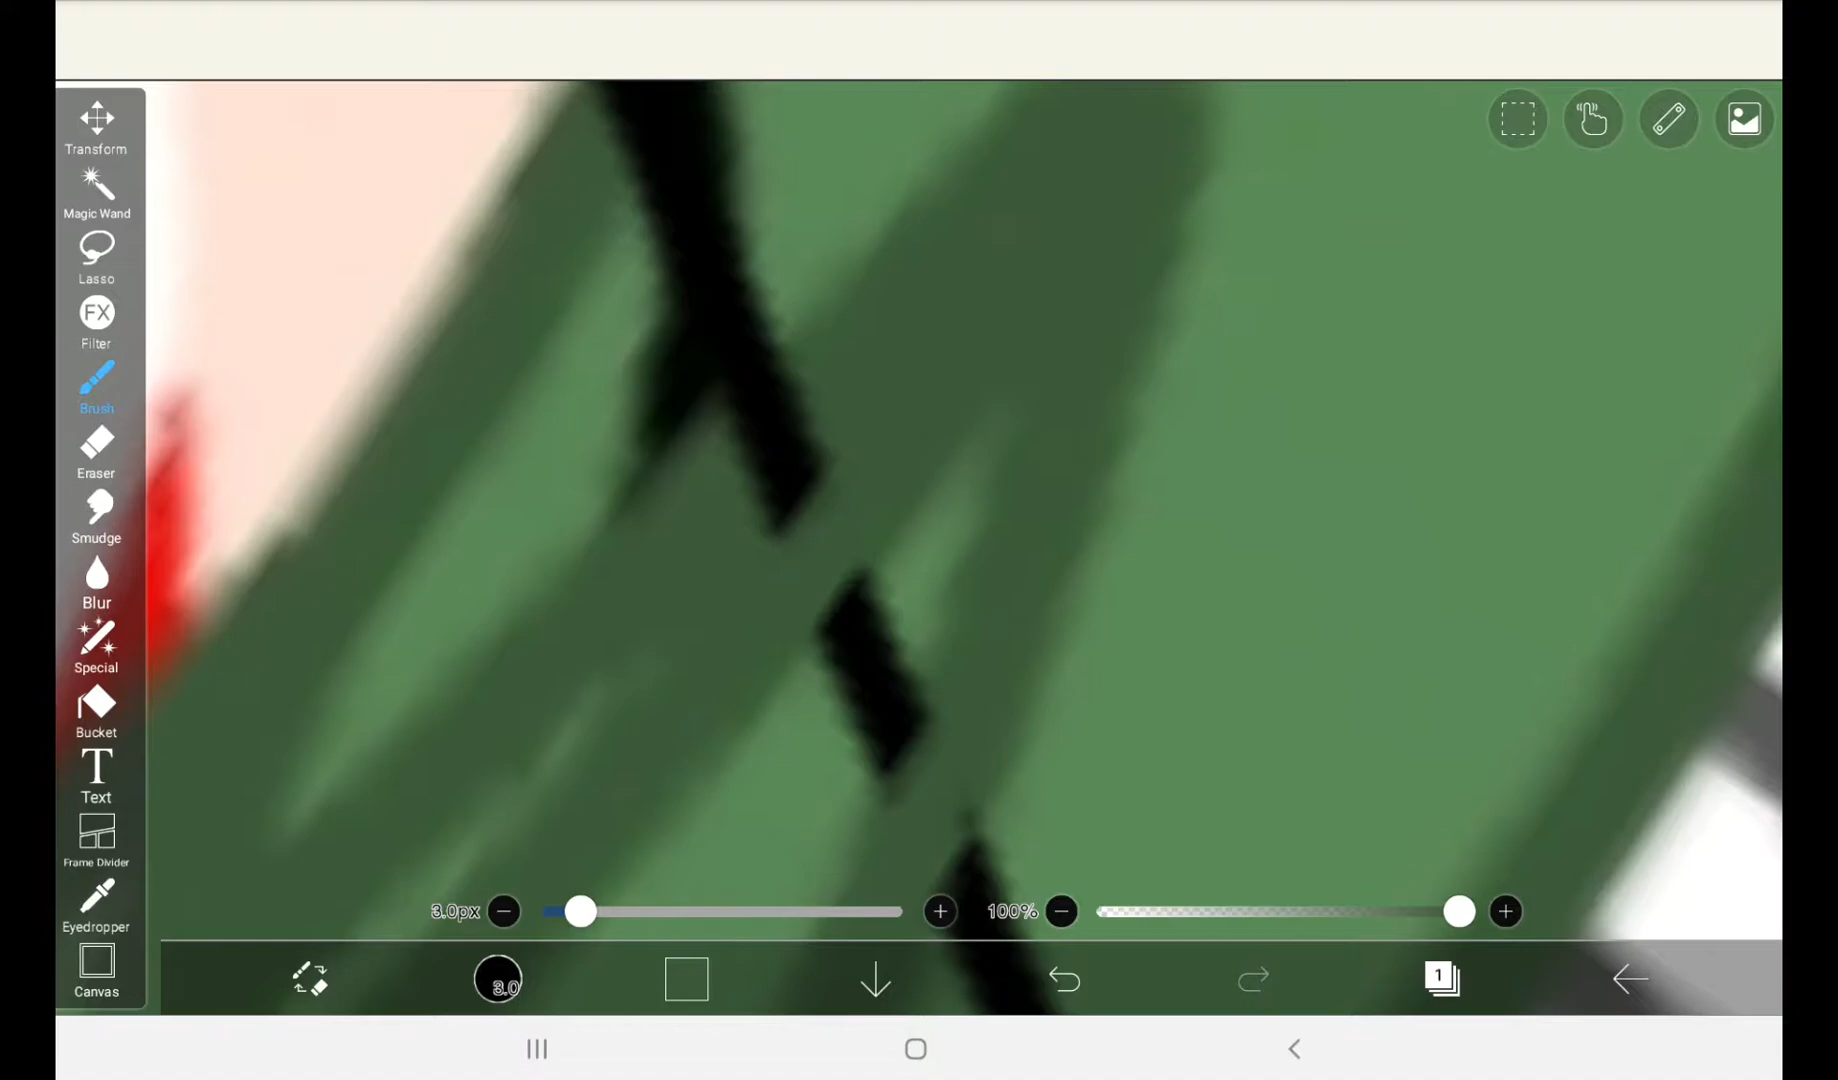 Transform
Magic Wand
Lasso
FX
Filter
Brush
Eraser
Smudge
Blur
Special
Bucket
T
Text
Frame Divider
Eyedropper
Canvas
3.0px
100%
3.0
1